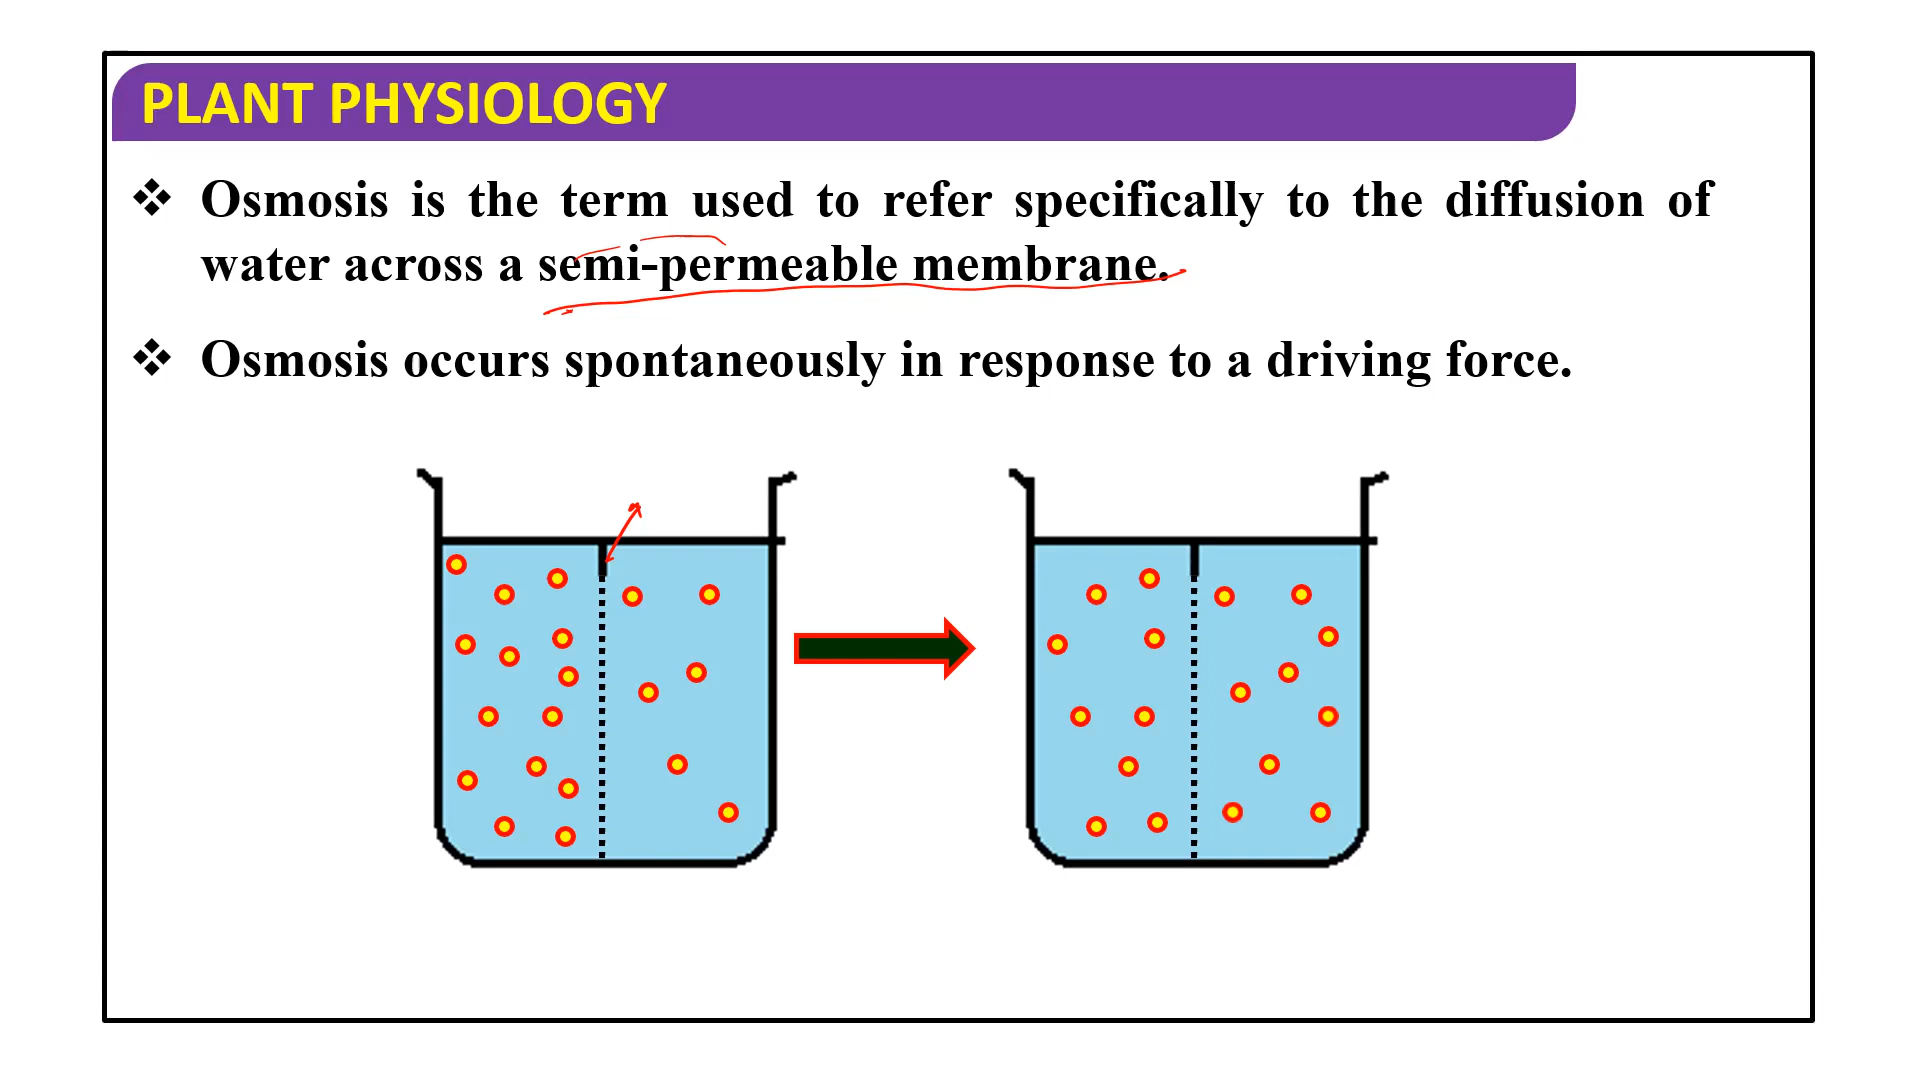 PLANT PHYSIOLOGY
❖ Osmosis is the term used to refer specifically to the diffusion of
water across a semi-permeable membrane.
❖ Osmosis occurs spontaneously in response to a driving force.